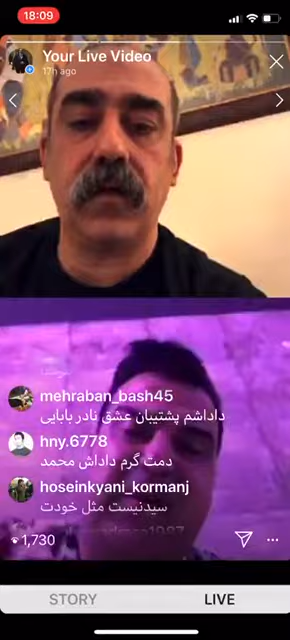 18:09
Your Live Video
17h ago
mehraban_bash45
داداشم پشتیبان عشق نادر بابایی
hny.6778
دمت گرم داداش محمد
hoseinkyani_kormanj
سیدنیست مثل خودت
1,730
STORY
LIVE